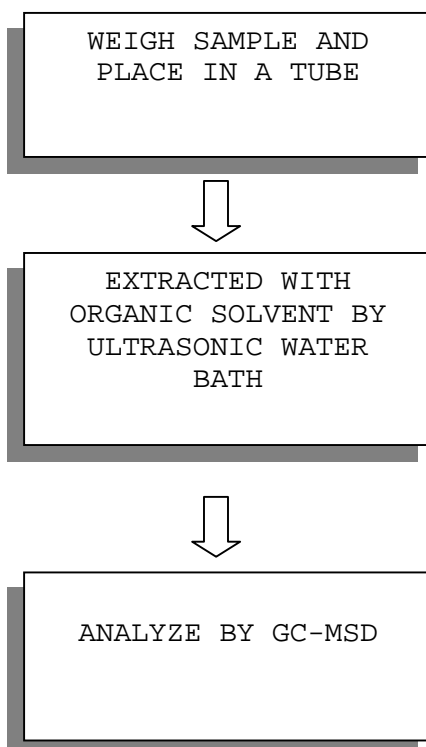 WEIGH SAMPLE AND
PLACE IN A TUBE
EXTRACTED WITH
ORGANIC SOLVENT BY
ULTRASONIC WATER
BATH
ANALYZE BY GC-MSD